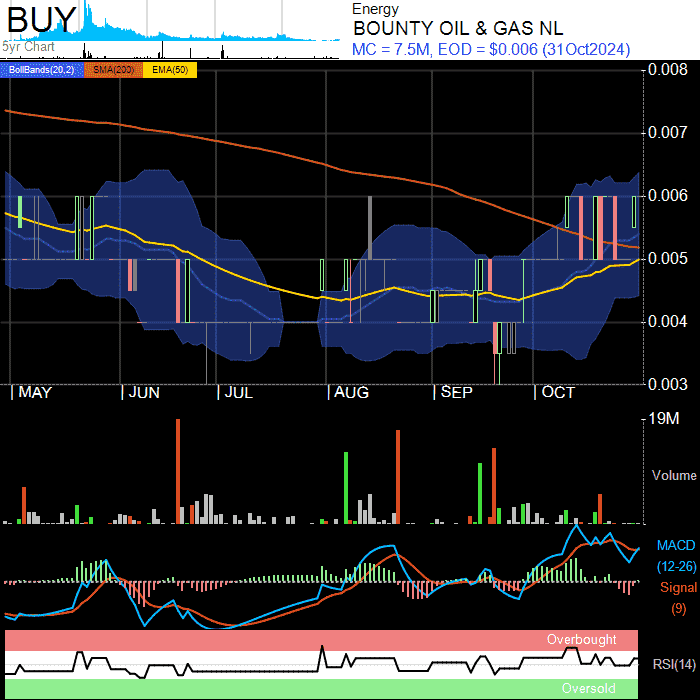 BUY
5yr Chart
Energy
BOUNTY OIL & GAS NL
MC = 7.5M, EOD = $0.006 (31Oct2024)
BollBands(20,2) SMA(200) EMA(50)
0.008
0.007
0.006
0.005
0.004
0.003
MAY JUN JUL AUG SEP OCT
19M
Volume
MACD
(12-26)
Signal
(9)
Overbought
RSI(14)
Oversold